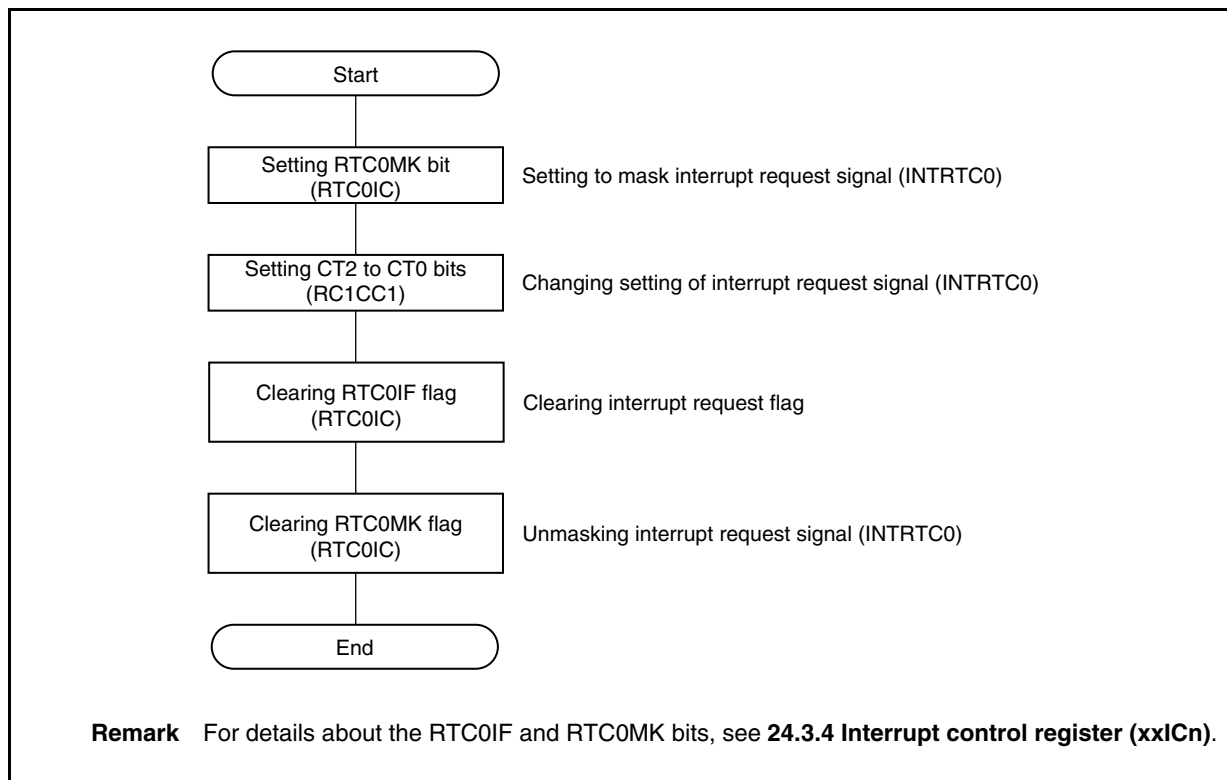 Start
Setting RTC0MK bit
(RTC0IC)
Setting to mask interrupt request signal (INTRTC0)
Setting CT2 to CT0 bits
(RC1CC1)
Changing setting of interrupt request signal (INTRTC0)
Clearing RTC0IF flag
(RTC0IC)
Clearing interrupt request flag
Clearing RTC0MK flag
(RTC0IC)
Unmasking interrupt request signal (INTRTC0)
End
Remark For details about the RTC0IF and RTC0MK bits, see 24.3.4 Interrupt control register (xxICn).